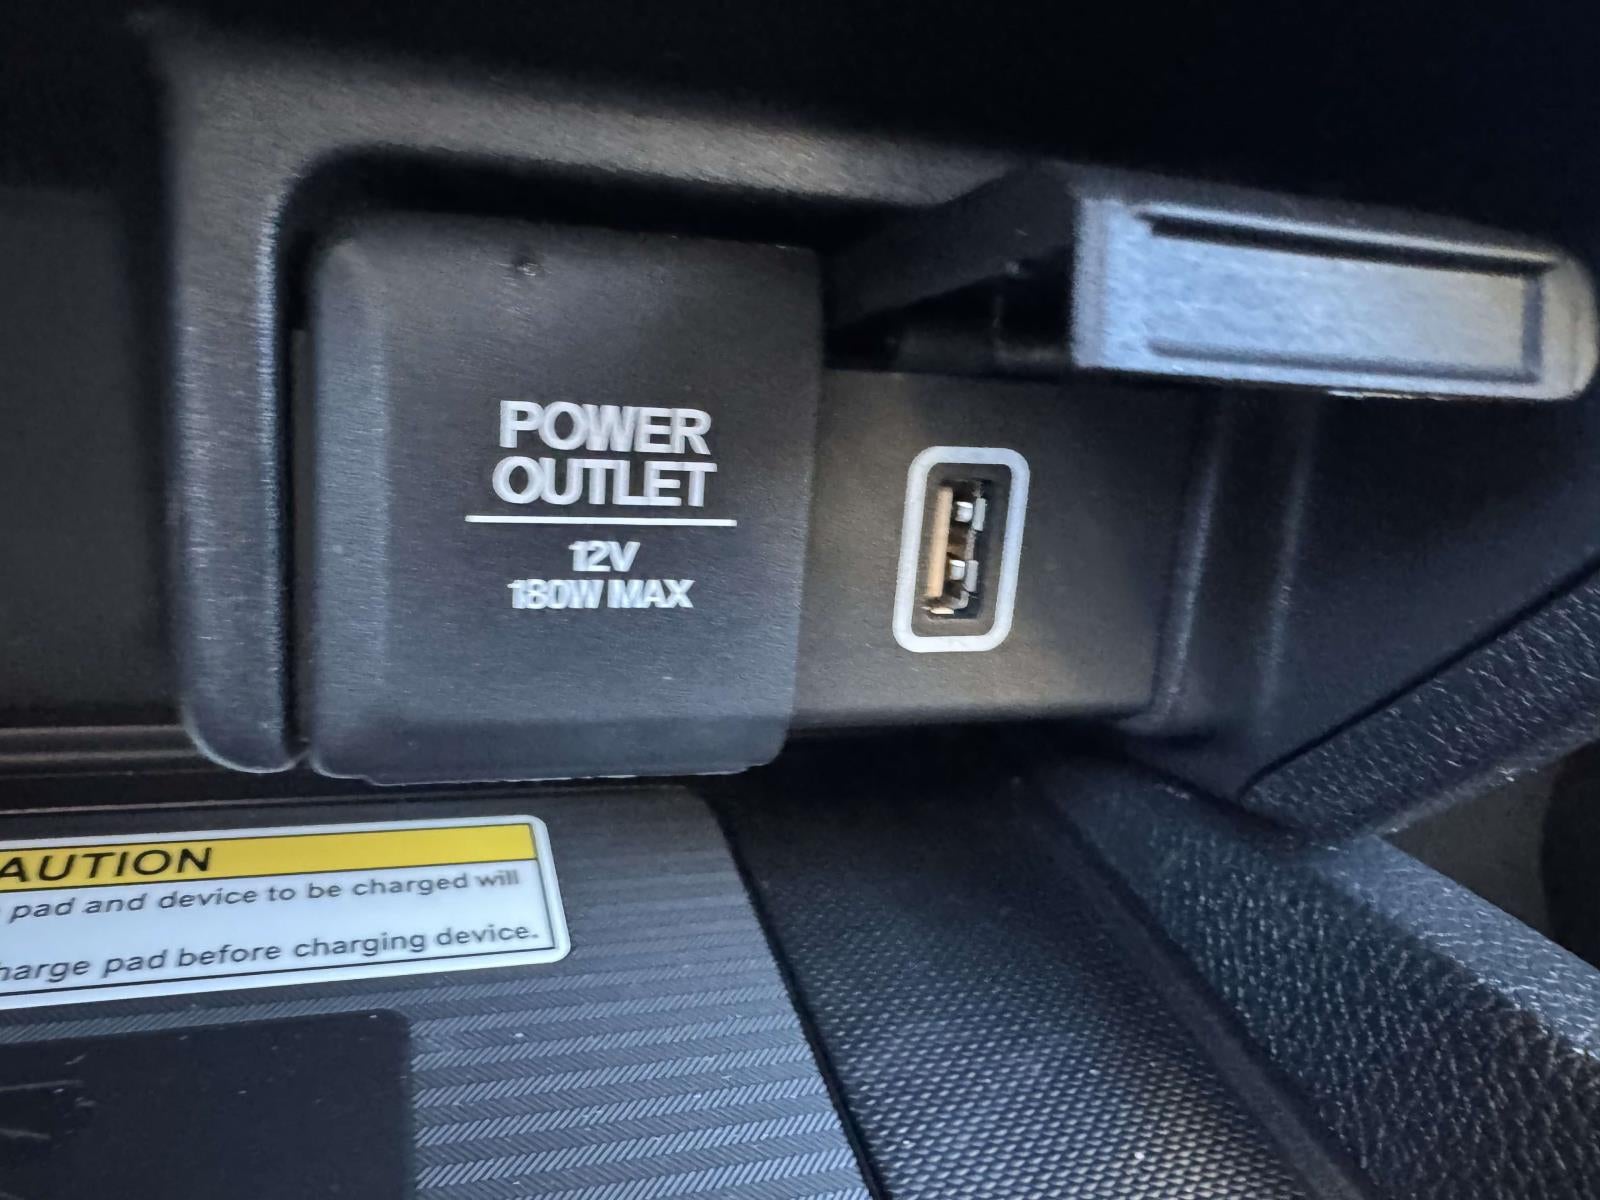 POWER
OUTLET
12V
180W MAX
AUTION
pad and device to be charged will
harge pad before charging device.